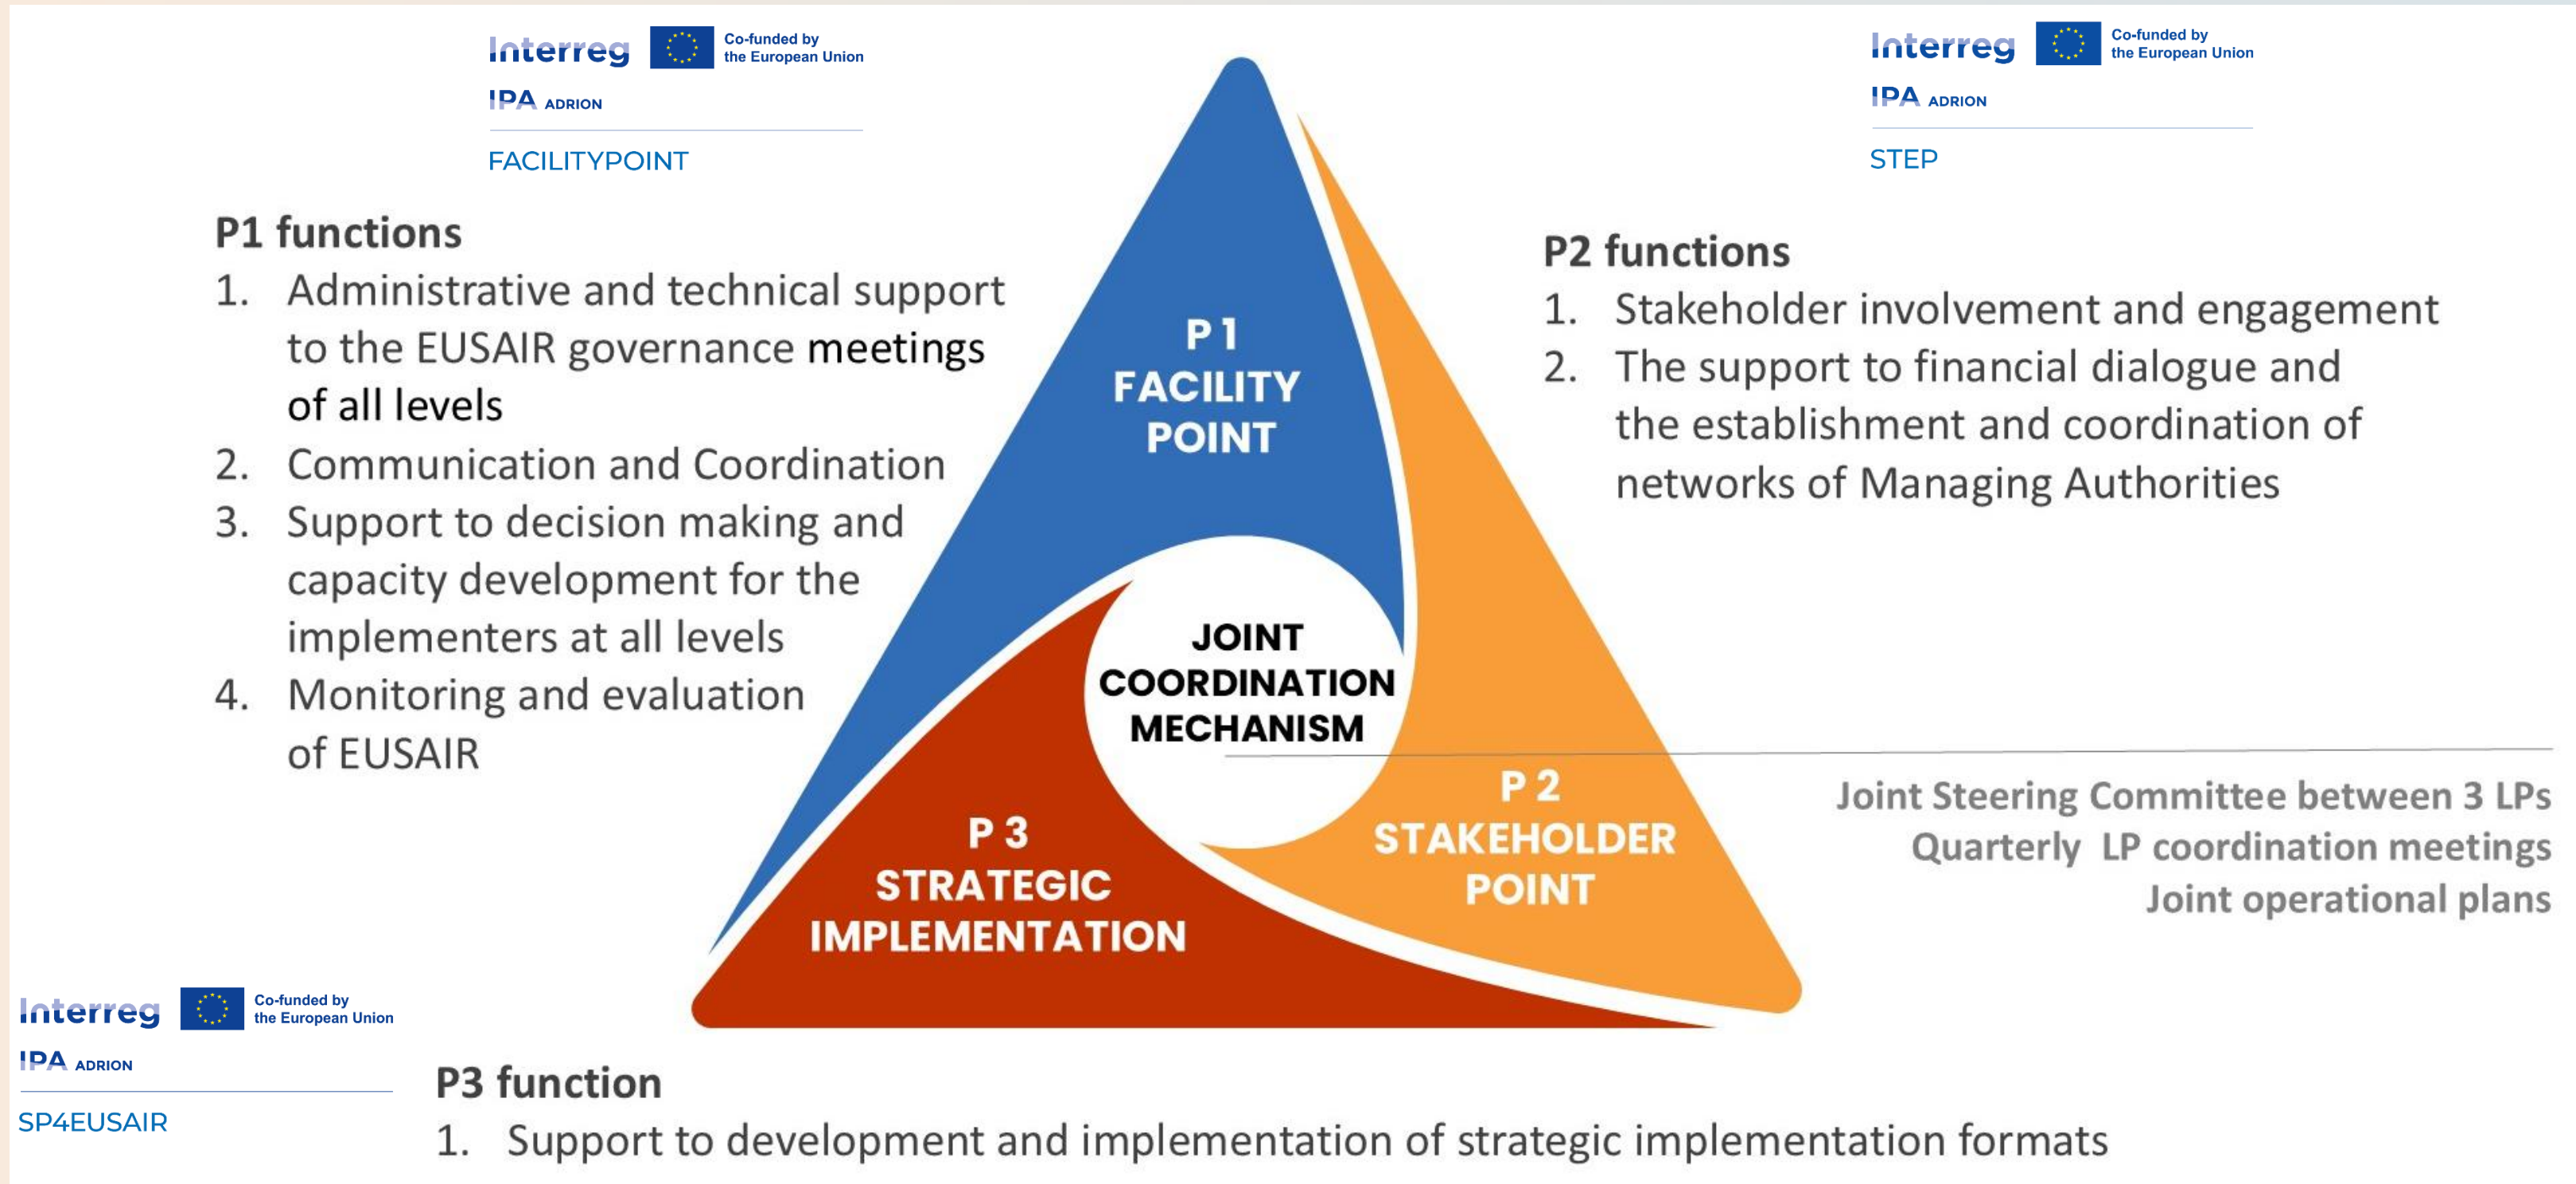 Interreg
Co-funded by
the European Union
IPA ADRION
FACILITYPOINT
Interreg
Co-funded by
the European Union
IPA ADRION
STEP
P1 functions
1. Administrative and technical support
to the EUSAIR governance meetings
of all levels
2. Communication and Coordination
3. Support to decision making and
capacity development for the
implementers at all levels
4. Monitoring and evaluation
of EUSAIR
P 1
FACILITY
POINT
P2 functions
1. Stakeholder involvement and engagement
2. The support to financial dialogue and
the establishment and coordination of
networks of Managing Authorities
JOINT
COORDINATION
MECHANISM
P 2
STAKEHOLDER
POINT
P 3
STRATEGIC
IMPLEMENTATION
Joint Steering Committee between 3 LPs
Quarterly LP coordination meetings
Joint operational plans
Interreg
Co-funded by
the European Union
IPA ADRION
SP4EUSAIR
P3 function
1. Support to development and implementation of strategic implementation formats